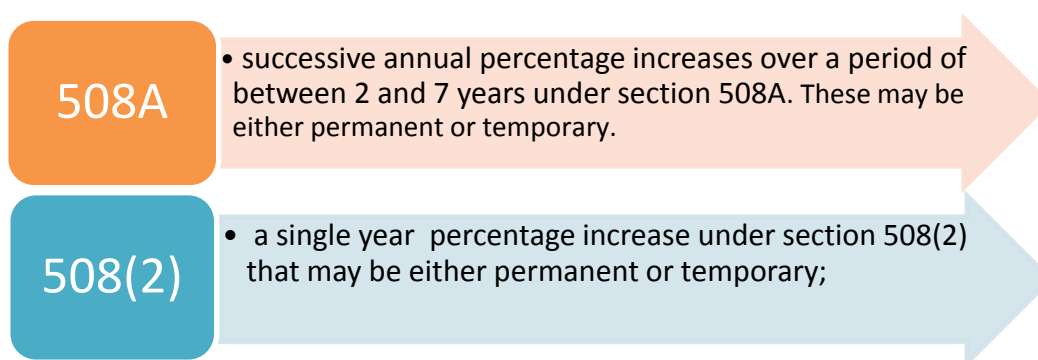 508A
• successive annual percentage increases over a period of
between 2 and 7 years under section 508A. These may be
either permanent or temporary.
508(2)
• a single year percentage increase under section 508(2)
that may be either permanent or temporary;